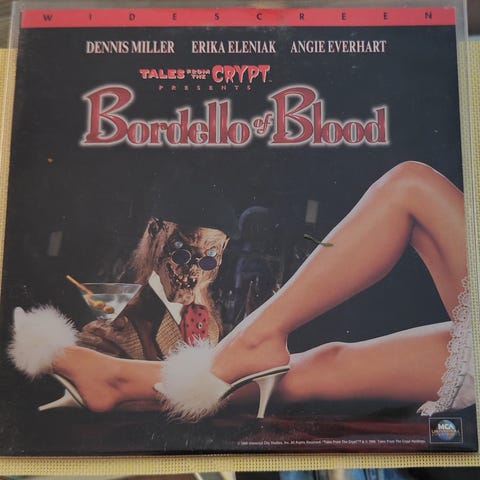 WIDESCREEN
DENNIS MILLER ERIKA ELENIAK ANGIE EVERHART
TALES FROM THE CRYPT
PRESENTS
Bordello of Blood
MCA
UNIVERSAL